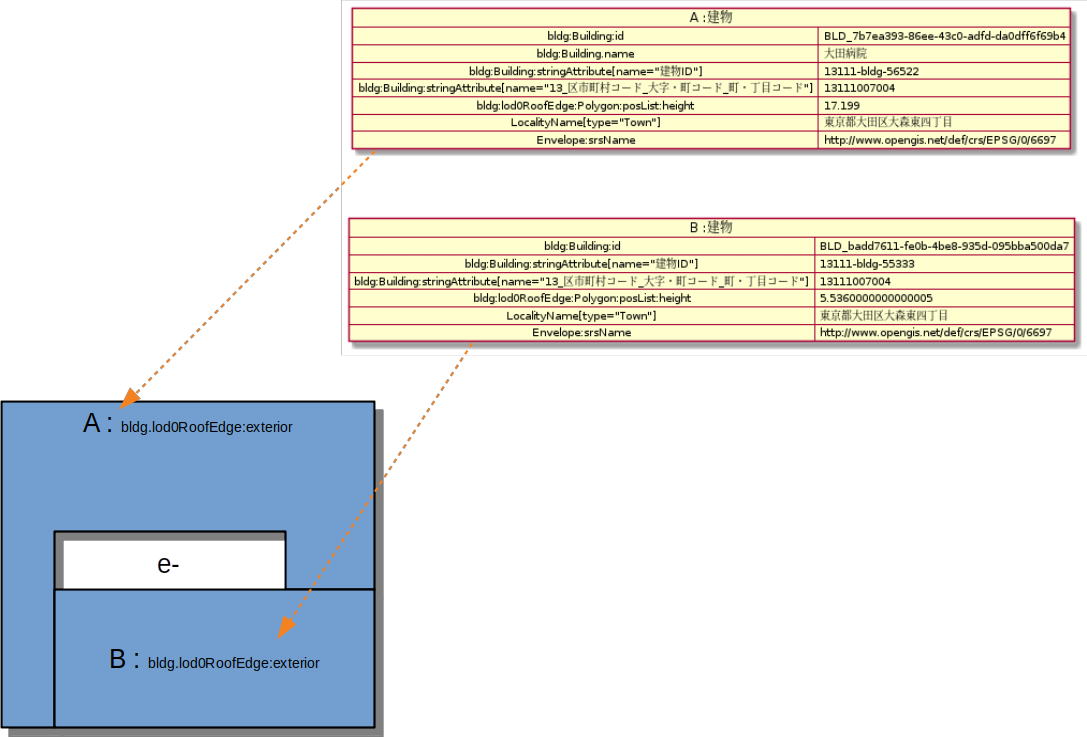 A :建物
bldg:Building:id BLD_7b7ea393-86ee-43c0-adfd-da0dff6f69b4
bldg:Building.name 大田病院
bldg:Building:stringAttribute[name="建物ID"] 13111-bldg-56522
bldg:Building:stringAttribute[name="13_区市町村コード_大字・町コード_町・丁目コード"] 13111007004
bldg:lod0RoofEdge:Polygon:posList:height 17.199
LocalityName[type="Town"] 東京都大田区大森東四丁目
Envelope:srsName http://www.opengis.net/def/crs/EPSG/0/6697
B :建物
bldg:Building:id BLD_badd7611-fe0b-4be8-935d-095bba500da7
bldg:Building:stringAttribute[name="建物ID"] 13111-bldg-55333
bldg:Building:stringAttribute[name="13_区市町村コード_大字・町コード_町・丁目コード"] 13111007004
bldg:lod0RoofEdge:Polygon:posList:height 5.5360000000000005
LocalityName[type="Town"] 東京都大田区大森東四丁目
Envelope:srsName http://www.opengis.net/def/crs/EPSG/0/6697
A : bldg.lod0RoofEdge:exterior
e-
B : bldg.lod0RoofEdge:exterior